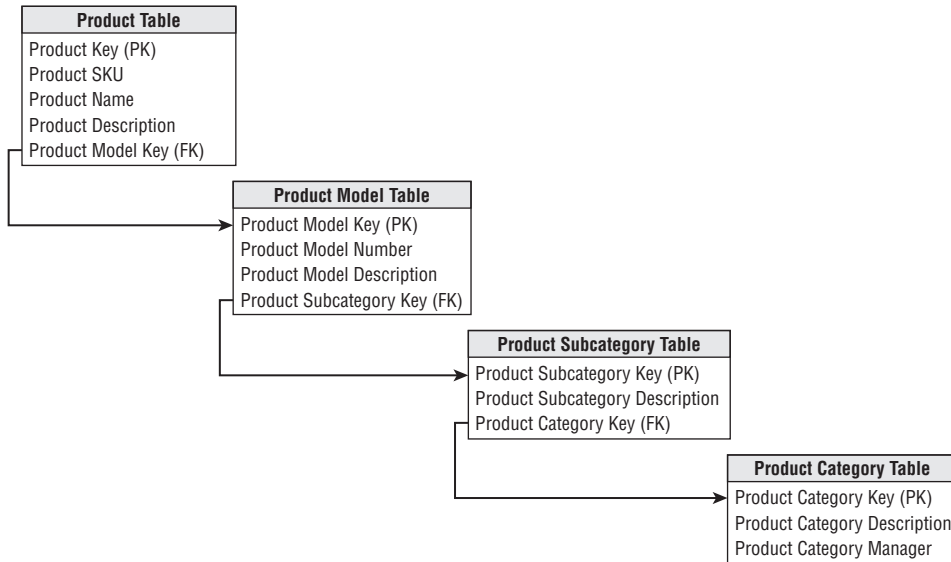 Product Table
Product Key (PK)
Product SKU
Product Name
Product Description
Product Model Key (FK)
Product Model Table
Product Model Key (PK)
Product Model Number
Product Model Description
Product Subcategory Key (FK)
Product Subcategory Table
Product Subcategory Key (PK)
Product Subcategory Description
Product Category Key (FK)
Product Category Table
Product Category Key (PK)
Product Category Description
Product Category Manager